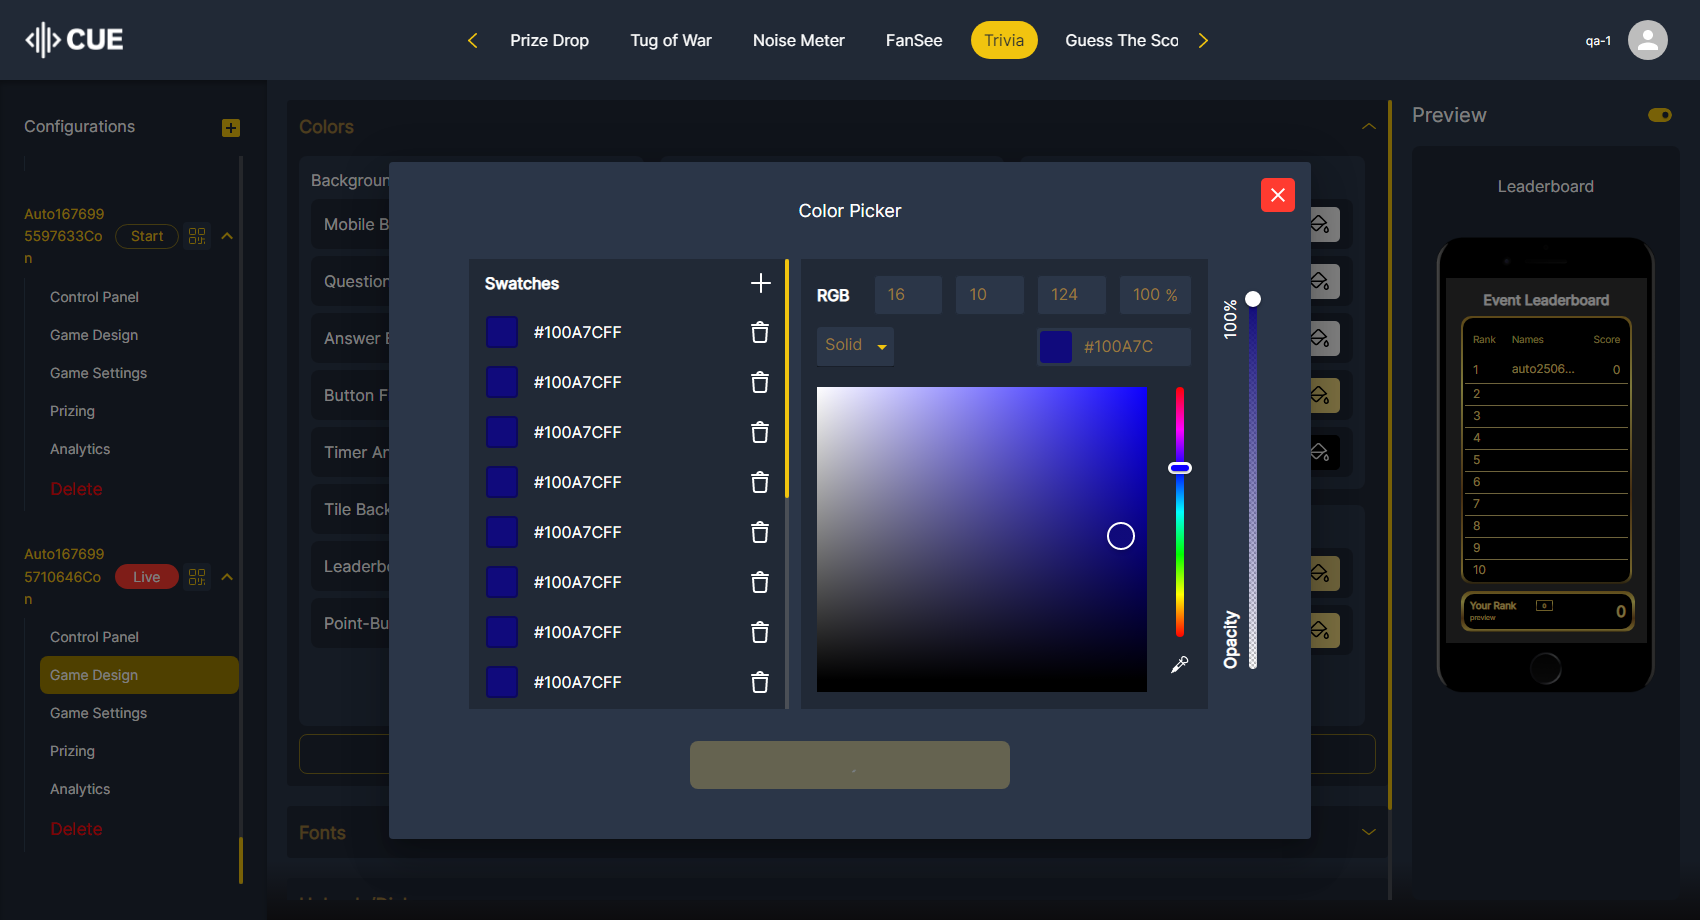 CUE
Prize Drop
Tug of War
Noise Meter
FanSee
Trivia
Guess The Sco
qa-1
Configurations
Auto167699
5597633Co
n
Start
Control Panel
Game Design
Game Settings
Prizing
Analytics
Delete
Auto167699
5710646Co
n
Live
Control Panel
Game Design
Game Settings
Prizing
Analytics
Delete
Colors
Backgroun
Mobile B
Question
Answer B
Button F
Timer An
Tile Back
Leaderbo
Point-Bu
Fonts
Color Picker
Swatches
#100A7CFF
#100A7CFF
#100A7CFF
#100A7CFF
#100A7CFF
#100A7CFF
#100A7CFF
#100A7CFF
RGB
16
10
124
100 %
Solid
#100A7C
100%
Opacity
Preview
Leaderboard
Event Leaderboard
Rank Names Score
1 auto2506... 0
2
3
4
5
6
7
8
9
10
Your Rank 0 0
preview